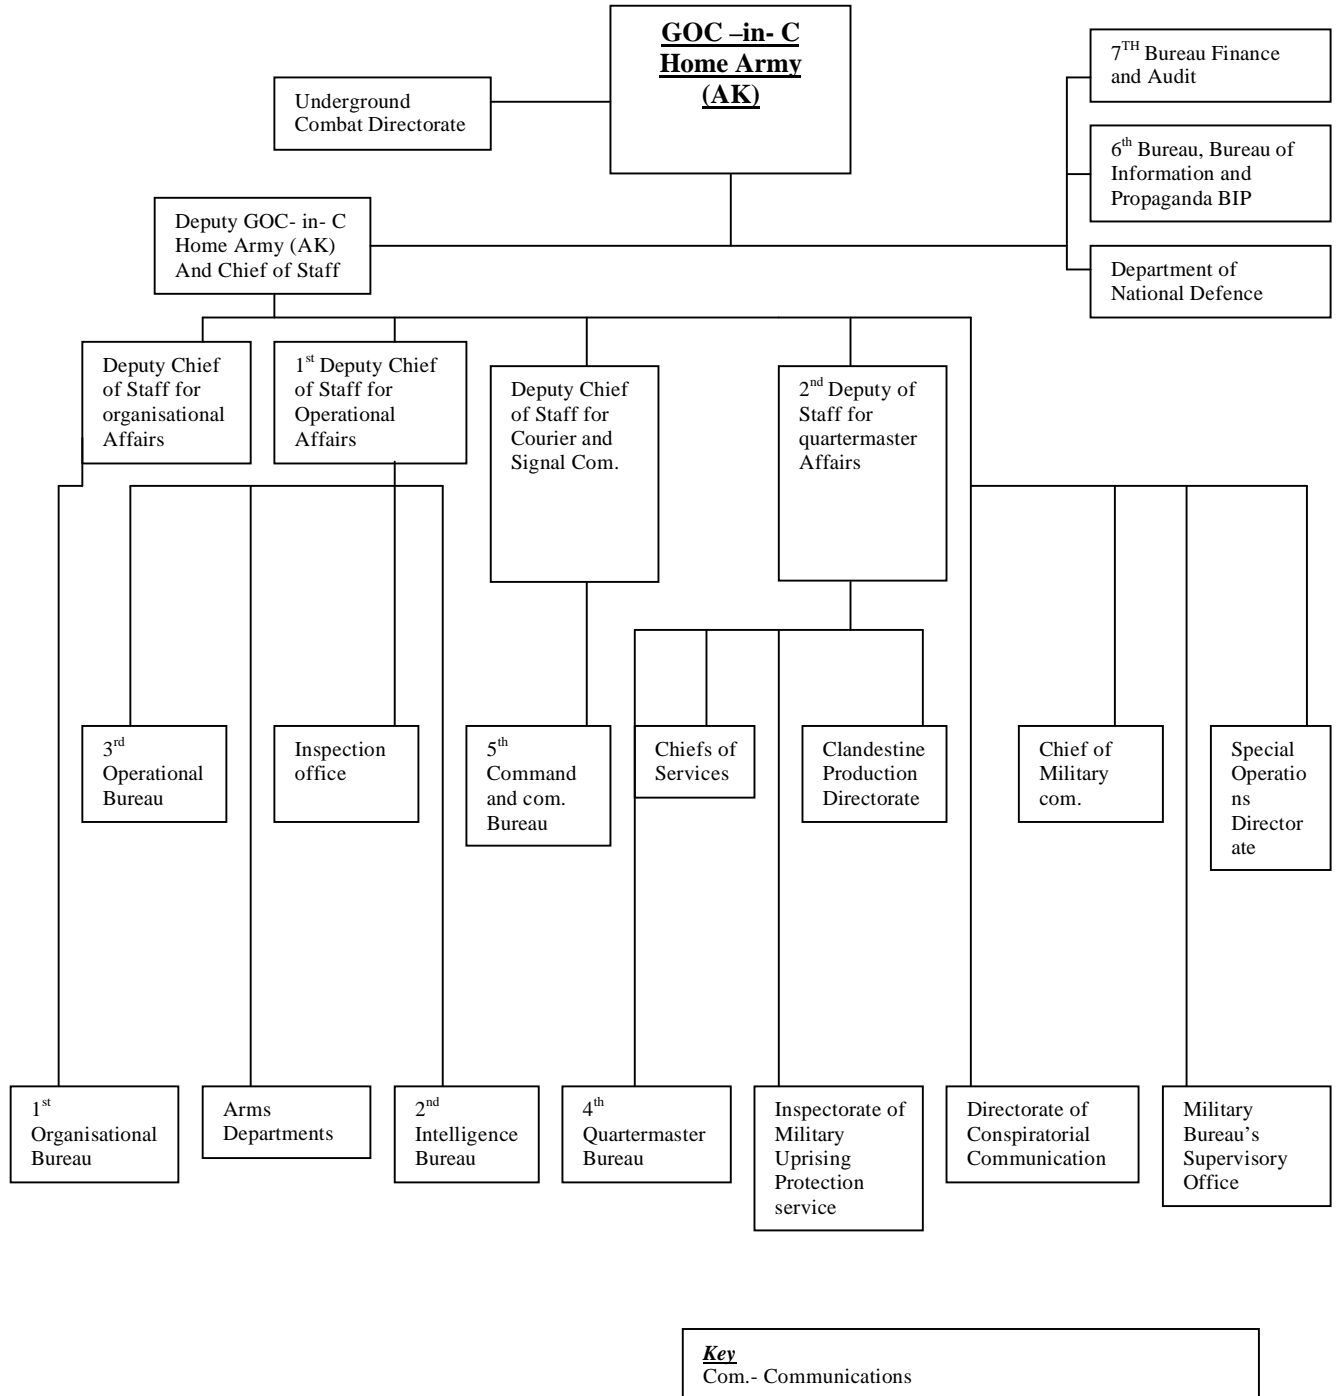 GOC –in- C
Home Army
(AK)
7TH Bureau Finance
and Audit
Underground
Combat Directorate
6th Bureau, Bureau of
Information and
Propaganda BIP
Deputy GOC- in- C
Home Army (AK)
And Chief of Staff
Department of
National Defence
Deputy Chief
of Staff for
organisational
Affairs
1st Deputy Chief
of Staff for
Operational
Affairs
Deputy Chief
of Staff for
Courier and
Signal Com.
2nd Deputy of
Staff for
quartermaster
Affairs
3rd
Operational
Bureau
Inspection
office
5th
Command
and com.
Bureau
Chiefs of
Services
Clandestine
Production
Directorate
Chief of
Military
com.
Special
Operatio
ns
Director
ate
1st
Organisational
Bureau
Arms
Departments
2nd
Intelligence
Bureau
4th
Quartermaster
Bureau
Inspectorate of
Military
Uprising
Protection
service
Directorate of
Conspiratorial
Communication
Military
Bureau's
Supervisory
Office
Key
Com.- Communications